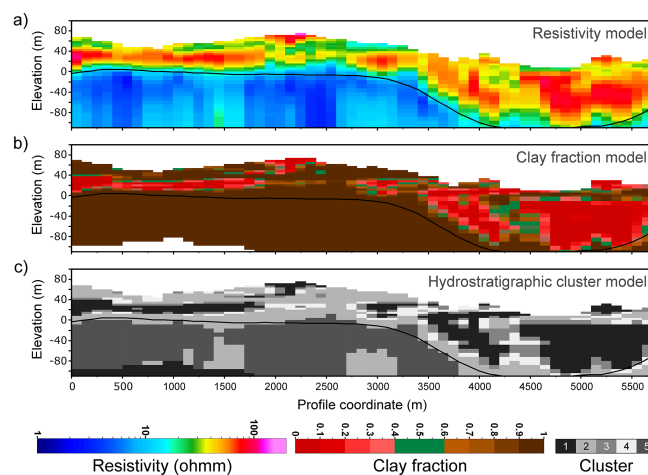 a)
Resistivity model
Elevation (m)
80
40
0
-40
-80
b)
Clay fraction model
Elevation (m)
80
40
0
-40
-80
c)
Hydrostratigraphic cluster model
Elevation (m)
80
40
0
-40
-80
0 500 1000 1500 2000 2500 3000 3500 4000 4500 5000 5500
Profile coordinate (m)
1 10 100
0 0.1 0.2 0.3 0.4 0.5 0.6 0.7 0.8 0.9 1
1 2 3 4 5
Resistivity (ohmm) Clay fraction Cluster